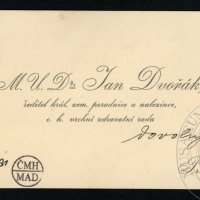 M. U. Dr. Jan Dvořák
ředitel král. zem. porodnice a nalezince,
c. k. vrchní zdravotní rada
CMH
MAD.